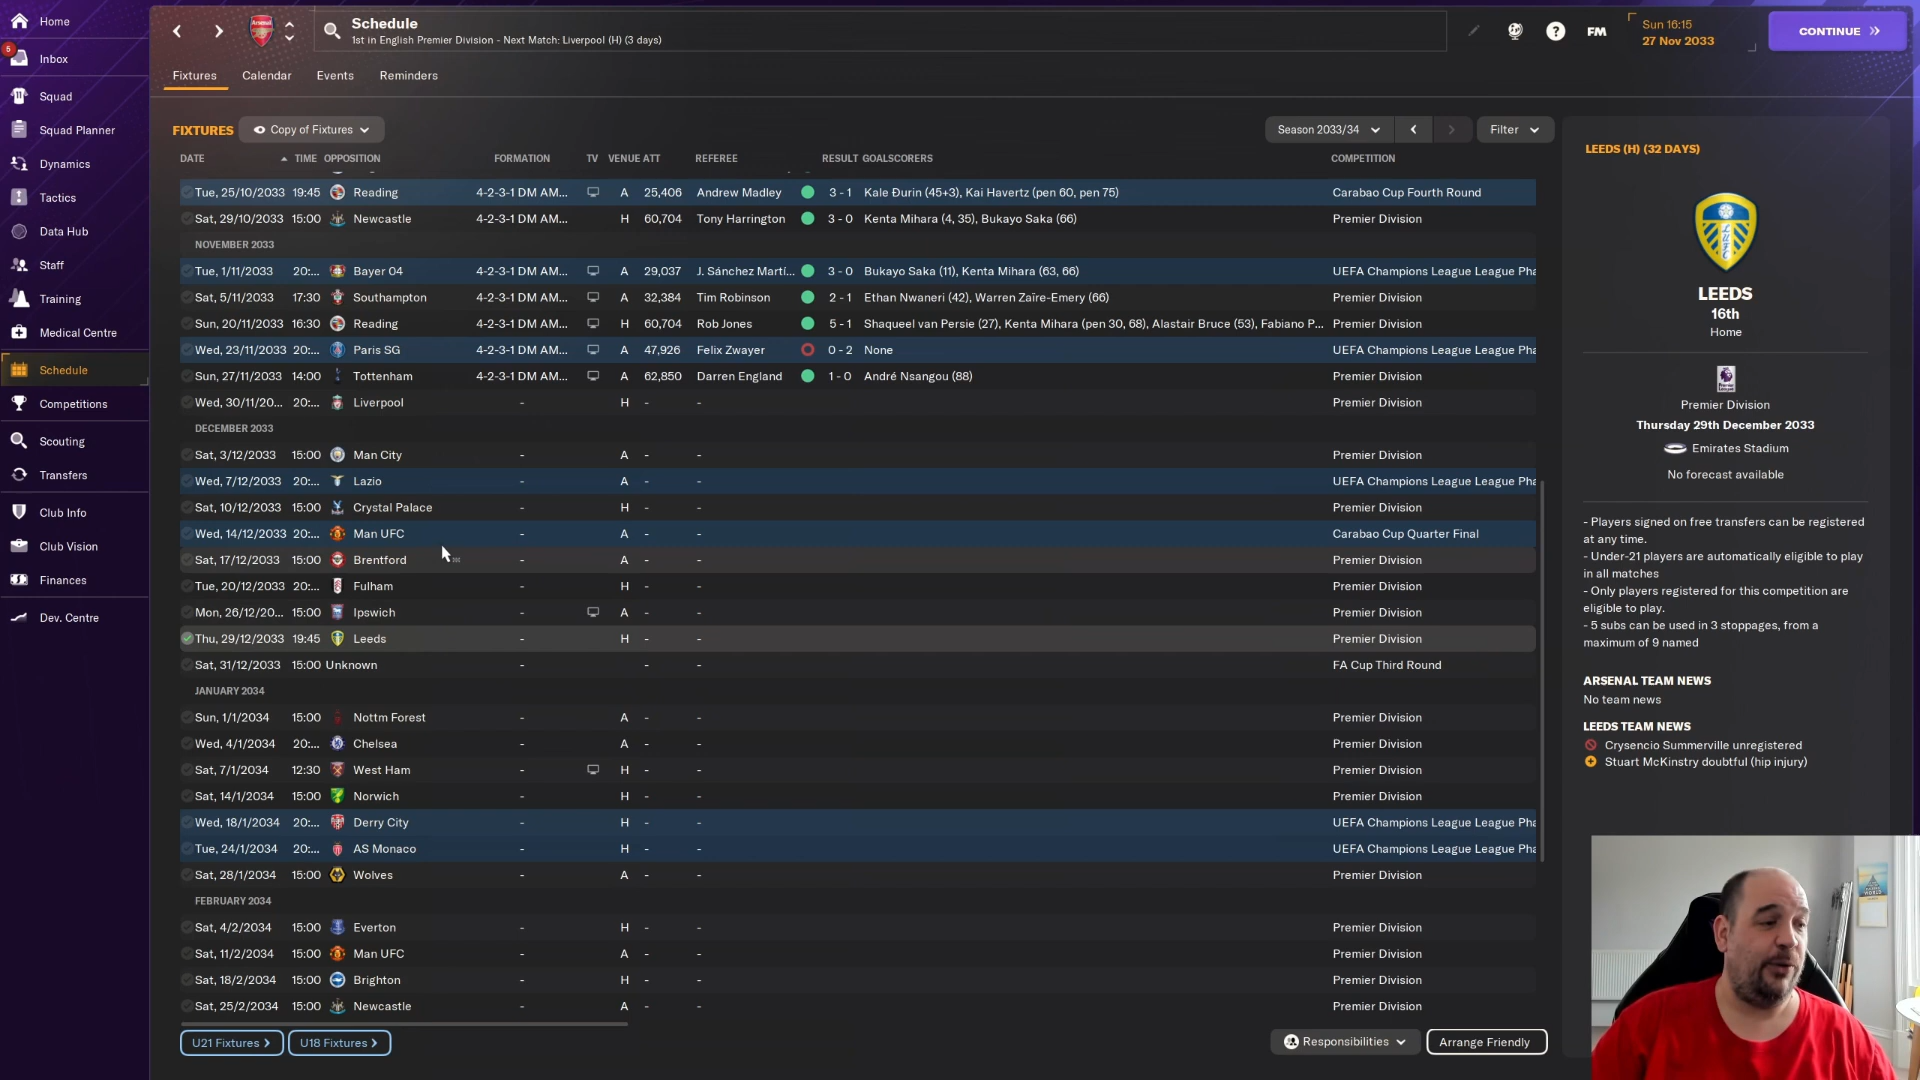 Home
5
Inbox
Squad
Squad Planner
Dynamics
Tactics
Data Hub
Staff
Training
Medical Centre
Schedule
Competitions
Scouting
Transfers
Club Info
Club Vision
Finances
Dev. Centre
Schedule
1st in English Premier Division - Next Match: Liverpool (H) (3 days)
FM
Sun 16:15
27 Nov 2033
CONTINUE
Fixtures Calendar Events Reminders
FIXTURES Copy of Fixtures Season 2033/34 Filter
DATE TIME OPPOSITION FORMATION TV VENUE ATT REFEREE RESULT GOALSCORERS COMPETITION
Tue, 25/10/2033 19:45 Reading 4-2-3-1 DM AM... A 25,406 Andrew Madley 3 - 1 Kale Đurin (45+3), Kai Havertz (pen 60, pen 75) Carabao Cup Fourth Round
Sat, 29/10/2033 15:00 Newcastle 4-2-3-1 DM AM... H 60,704 Tony Harrington 3 - 0 Kenta Mihara (4, 35), Bukayo Saka (66) Premier Division
NOVEMBER 2033
Tue, 1/11/2033 20:... Bayer 04 4-2-3-1 DM AM... A 29,037 J. Sánchez Martí... 3 - 0 Bukayo Saka (11), Kenta Mihara (63, 66) UEFA Champions League League Pha
Sat, 5/11/2033 17:30 Southampton 4-2-3-1 DM AM... A 32,384 Tim Robinson 2 - 1 Ethan Nwaneri (42), Warren Zaïre-Emery (66) Premier Division
Sun, 20/11/2033 16:30 Reading 4-2-3-1 DM AM... H 60,704 Rob Jones 5 - 1 Shaqueel van Persie (27), Kenta Mihara (pen 30, 68), Alastair Bruce (53), Fabiano P... Premier Division
Wed, 23/11/2033 20:... Paris SG 4-2-3-1 DM AM... A 47,926 Felix Zwayer 0 - 2 None UEFA Champions League League Pha
Sun, 27/11/2033 14:00 Tottenham 4-2-3-1 DM AM... A 62,850 Darren England 1 - 0 André Nsangou (88) Premier Division
Wed, 30/11/20... 20:... Liverpool - H - - Premier Division
DECEMBER 2033
Sat, 3/12/2033 15:00 Man City - A - - Premier Division
Wed, 7/12/2033 20:... Lazio - A - - UEFA Champions League League Pha
Sat, 10/12/2033 15:00 Crystal Palace - H - - Premier Division
Wed, 14/12/2033 20:... Man UFC - A - - Carabao Cup Quarter Final
Sat, 17/12/2033 15:00 Brentford - A - - Premier Division
Tue, 20/12/2033 20:... Fulham - H - - Premier Division
Mon, 26/12/20... 15:00 Ipswich - A - - Premier Division
Thu, 29/12/2033 19:45 Leeds - H - - Premier Division
Sat, 31/12/2033 15:00 Unknown - - - FA Cup Third Round
JANUARY 2034
Sun, 1/1/2034 15:00 Nottm Forest - A - - Premier Division
Wed, 4/1/2034 20:... Chelsea - A - - Premier Division
Sat, 7/1/2034 12:30 West Ham - H - - Premier Division
Sat, 14/1/2034 15:00 Norwich - H - - Premier Division
Wed, 18/1/2034 20:... Derry City - H - - UEFA Champions League League Pha
Tue, 24/1/2034 20:... AS Monaco - H - - UEFA Champions League League Pha
Sat, 28/1/2034 15:00 Wolves - A - - Premier Division
FEBRUARY 2034
Sat, 4/2/2034 15:00 Everton - H - - Premier Division
Sat, 11/2/2034 15:00 Man UFC - A - - Premier Division
Sat, 18/2/2034 15:00 Brighton - H - - Premier Division
Sat, 25/2/2034 15:00 Newcastle - A - - Premier Division
U21 Fixtures > U18 Fixtures > Responsibilities Arrange Friendly
LEEDS (H) (32 DAYS)
LEEDS
16th
Home
Premier Division
Thursday 29th December 2033
Emirates Stadium
No forecast available
- Players signed on free transfers can be registered
at any time.
- Under-21 players are automatically eligible to play
in all matches
- Only players registered for this competition are
eligible to play.
- 5 subs can be used in 3 stoppages, from a
maximum of 9 named
ARSENAL TEAM NEWS
No team news
LEEDS TEAM NEWS
Crysencio Summerville unregistered
Stuart McKinstry doubtful (hip injury)